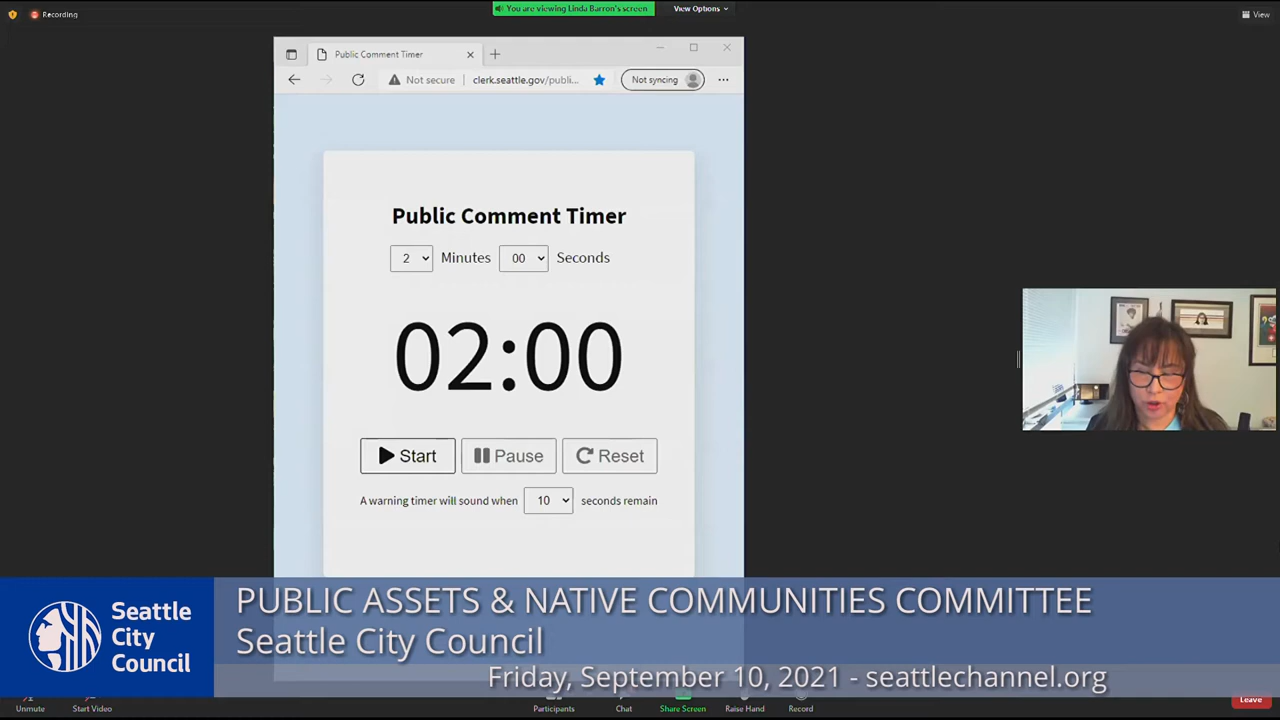 Recording
You are viewing Linda Barron's screen
View Options
View
Public Comment Timer
Not secure
clerk.seattle.gov/publi...
Not syncing
Public Comment Timer
2 Minutes 00 Seconds
02:00
Start Pause Reset
A warning timer will sound when 10 seconds remain
Seattle
City
Council
PUBLIC ASSETS & NATIVE COMMUNITIES COMMITTEE
Seattle City Council
Friday, September 10, 2021 - seattlechannel.org
Unmute Start Video Participants Chat Share Screen Raise Hand Record Leave